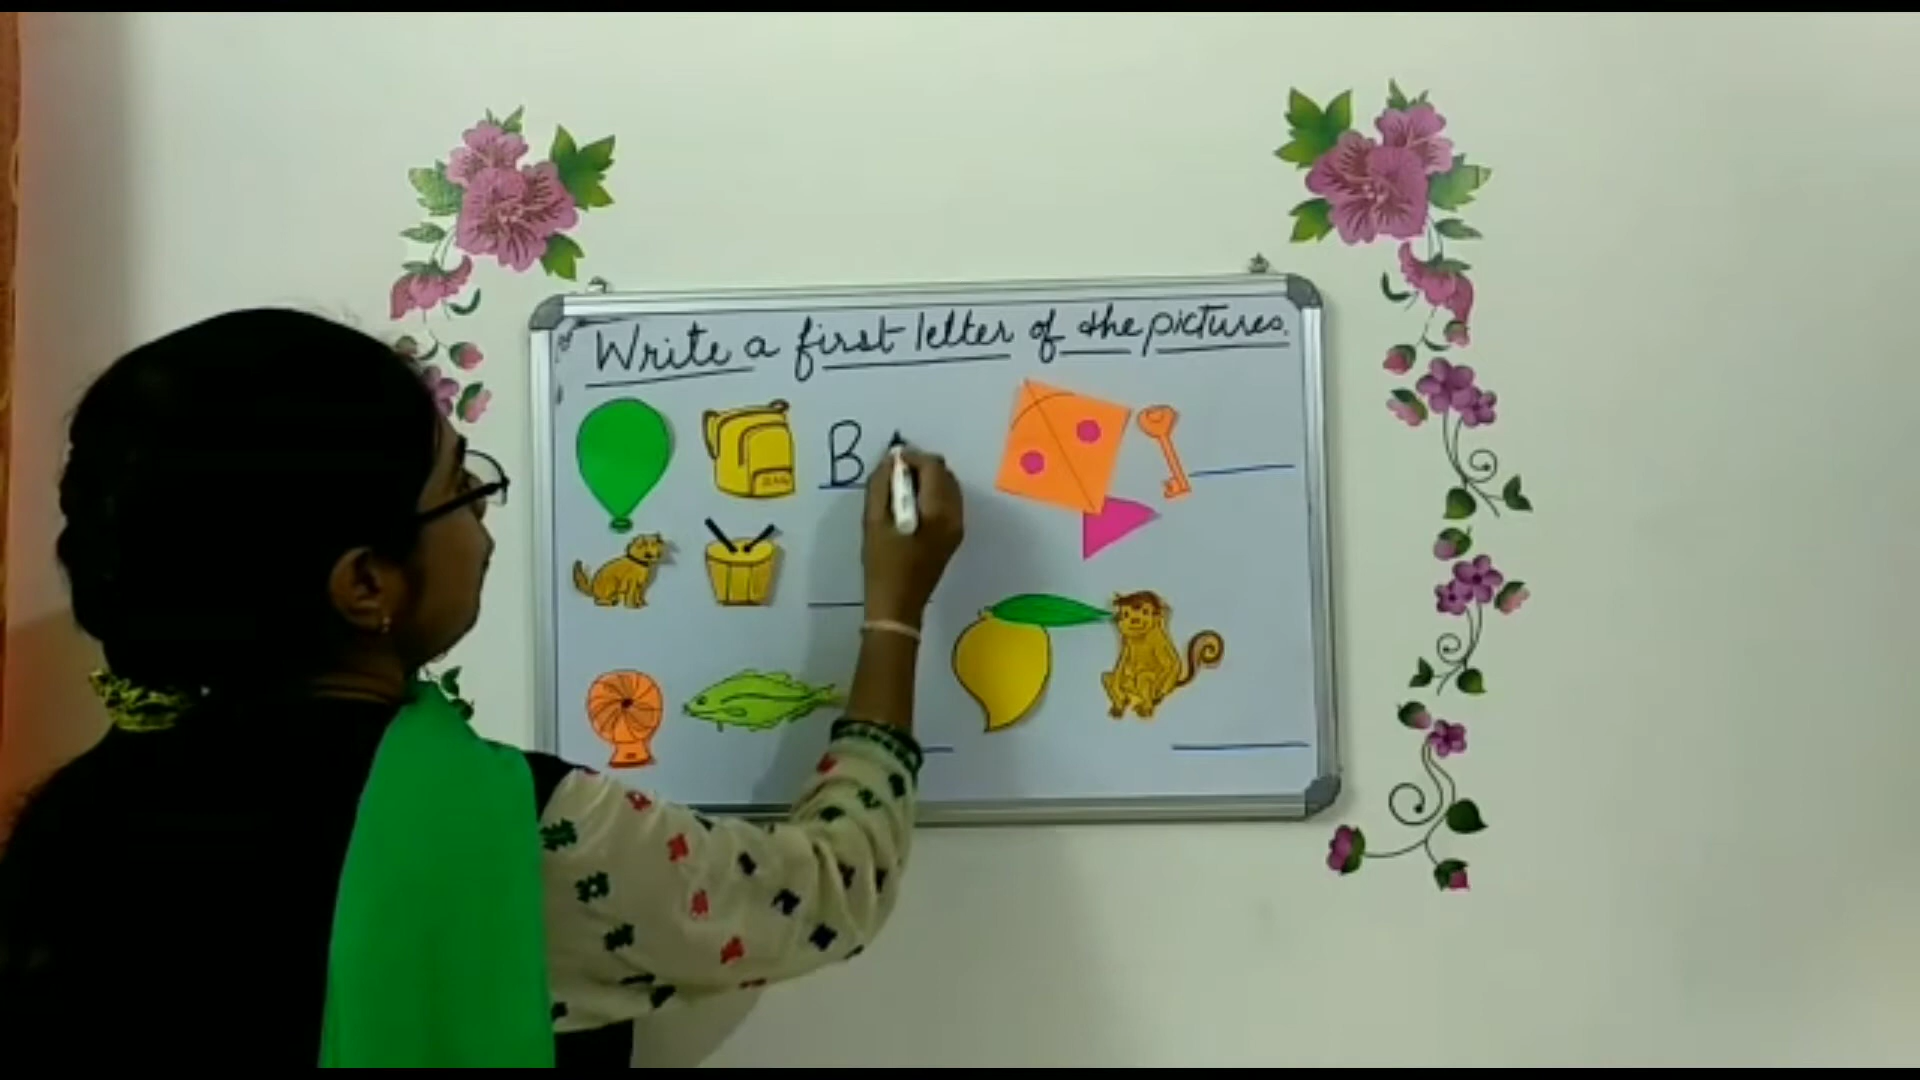 Write a first letter of the pictures.
B